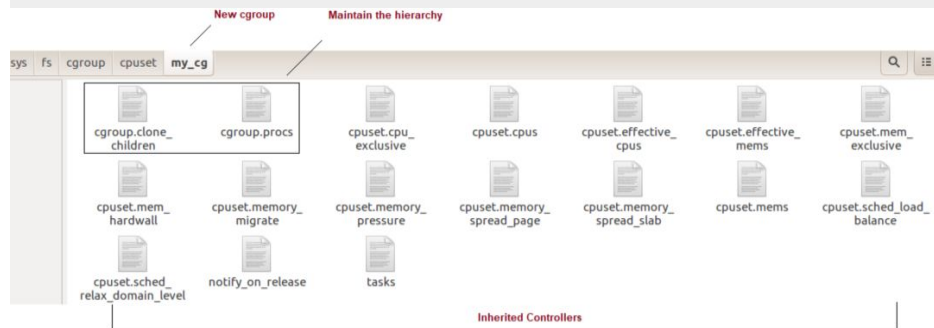 New cgroup Maintain the hierarchy
sys fs cgroup cpuset my_cg
cgroup.clone_ cgroup.procs cpuset.cpu_ cpuset.cpus cpuset.effective_ cpuset.effective_ cpuset.mem_
children exclusive cpus mems exclusive
cpuset.mem_ cpuset.memory_ cpuset.memory_ cpuset.memory_ cpuset.memory_ cpuset.mems cpuset.sched_load_
hardwall migrate pressure spread_page spread_slab balance
cpuset.sched_ notify_on_release tasks
relax_domain_level
Inherited Controllers